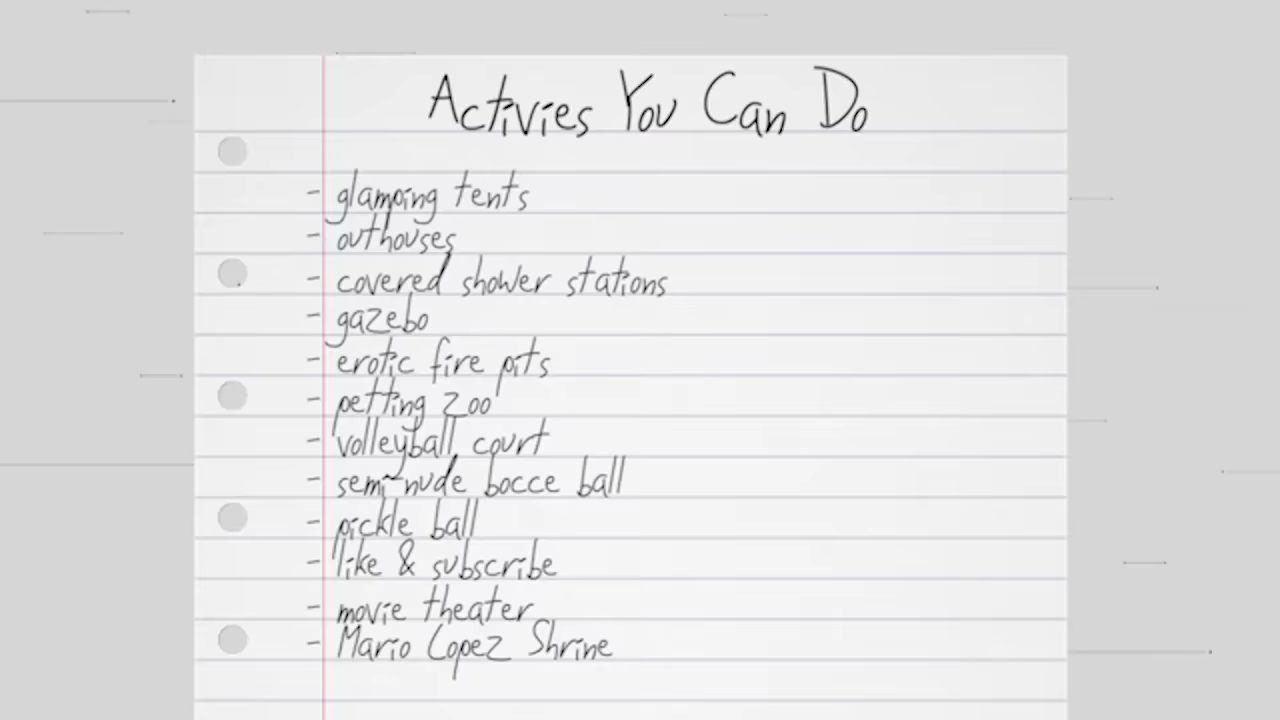 Activies You Can Do
- glamping tents
- outhouses
- covered shower stations
- gazebo
- erotic fire pits
- petting zoo
- volleyball court
- semi-nude bocce ball
- pickle ball
- like & subscribe
- movie theater
- Mario Lopez Shrine